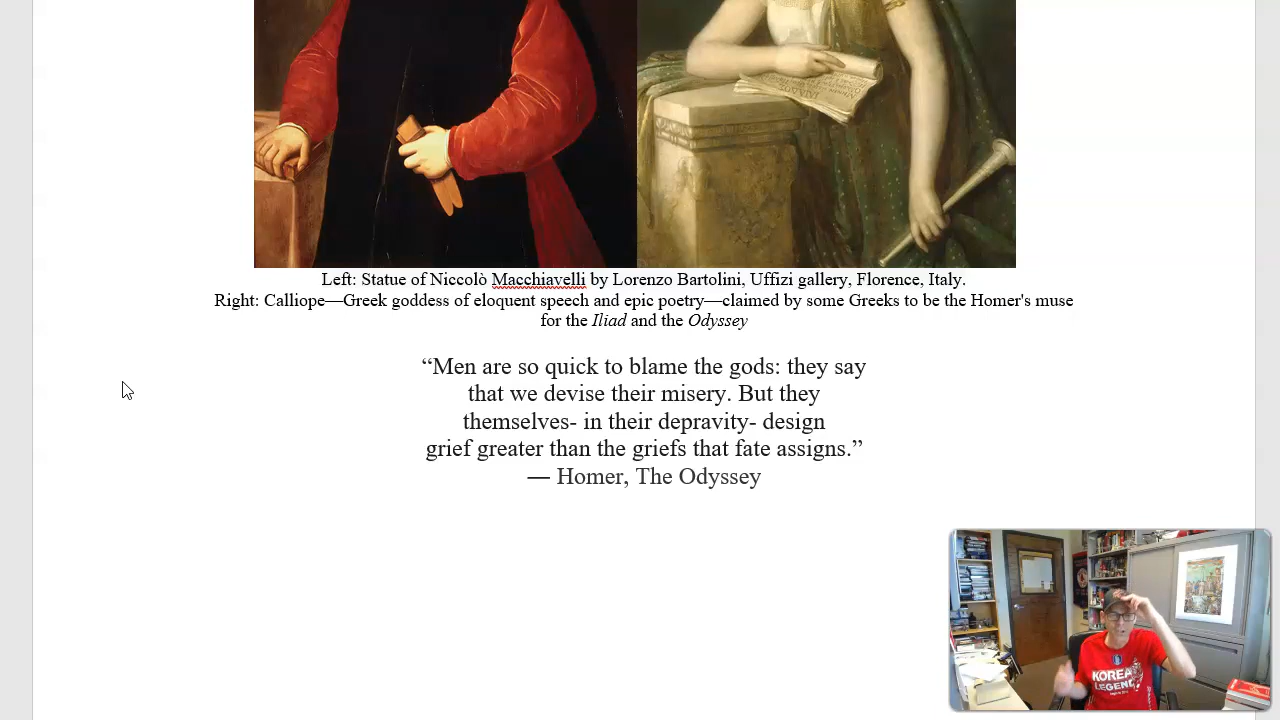 Left: Statue of Niccolò Macchiavelli by Lorenzo Bartolini, Uffizi gallery, Florence, Italy.
Right: Calliope—Greek goddess of eloquent speech and epic poetry—claimed by some Greeks to be the Homer's muse
for the Iliad and the Odyssey
“Men are so quick to blame the gods: they say
that we devise their misery. But they
themselves- in their depravity- design
grief greater than the griefs that fate assigns.”
— Homer, The Odyssey
KOREA
LEGEND